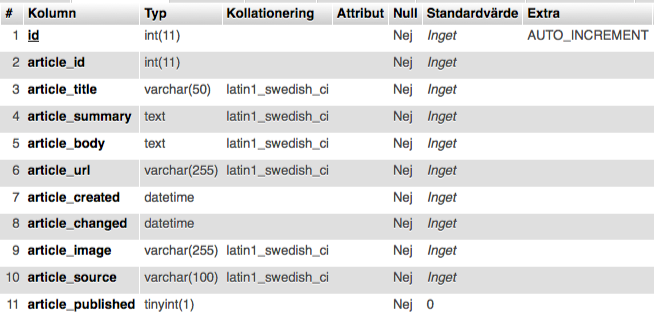 # Kolumn Typ Kollationering Attribut Null Standardvärde Extra
1 id int(11) Nej Inget AUTO_INCREMENT
2 article_id int(11) Nej Inget
3 article_title varchar(50) latin1_swedish_ci Nej Inget
4 article_summary text latin1_swedish_ci Nej Inget
5 article_body text latin1_swedish_ci Nej Inget
6 article_url varchar(255) latin1_swedish_ci Nej Inget
7 article_created datetime Nej Inget
8 article_changed datetime Nej Inget
9 article_image varchar(255) latin1_swedish_ci Nej Inget
10 article_source varchar(100) latin1_swedish_ci Nej Inget
11 article_published tinyint(1) Nej 0